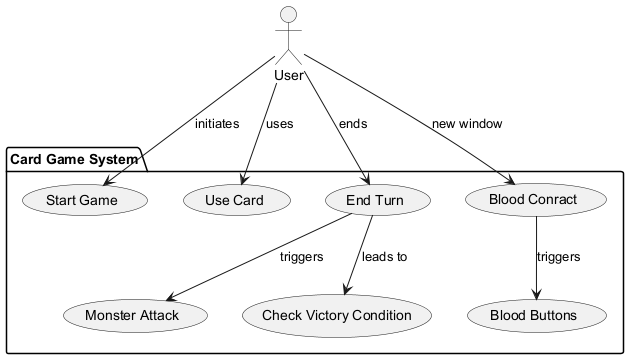 User
initiates
uses
ends
new window
Card Game System
Start Game
Use Card
End Turn
Blood Conract
triggers
leads to
triggers
Monster Attack
Check Victory Condition
Blood Buttons